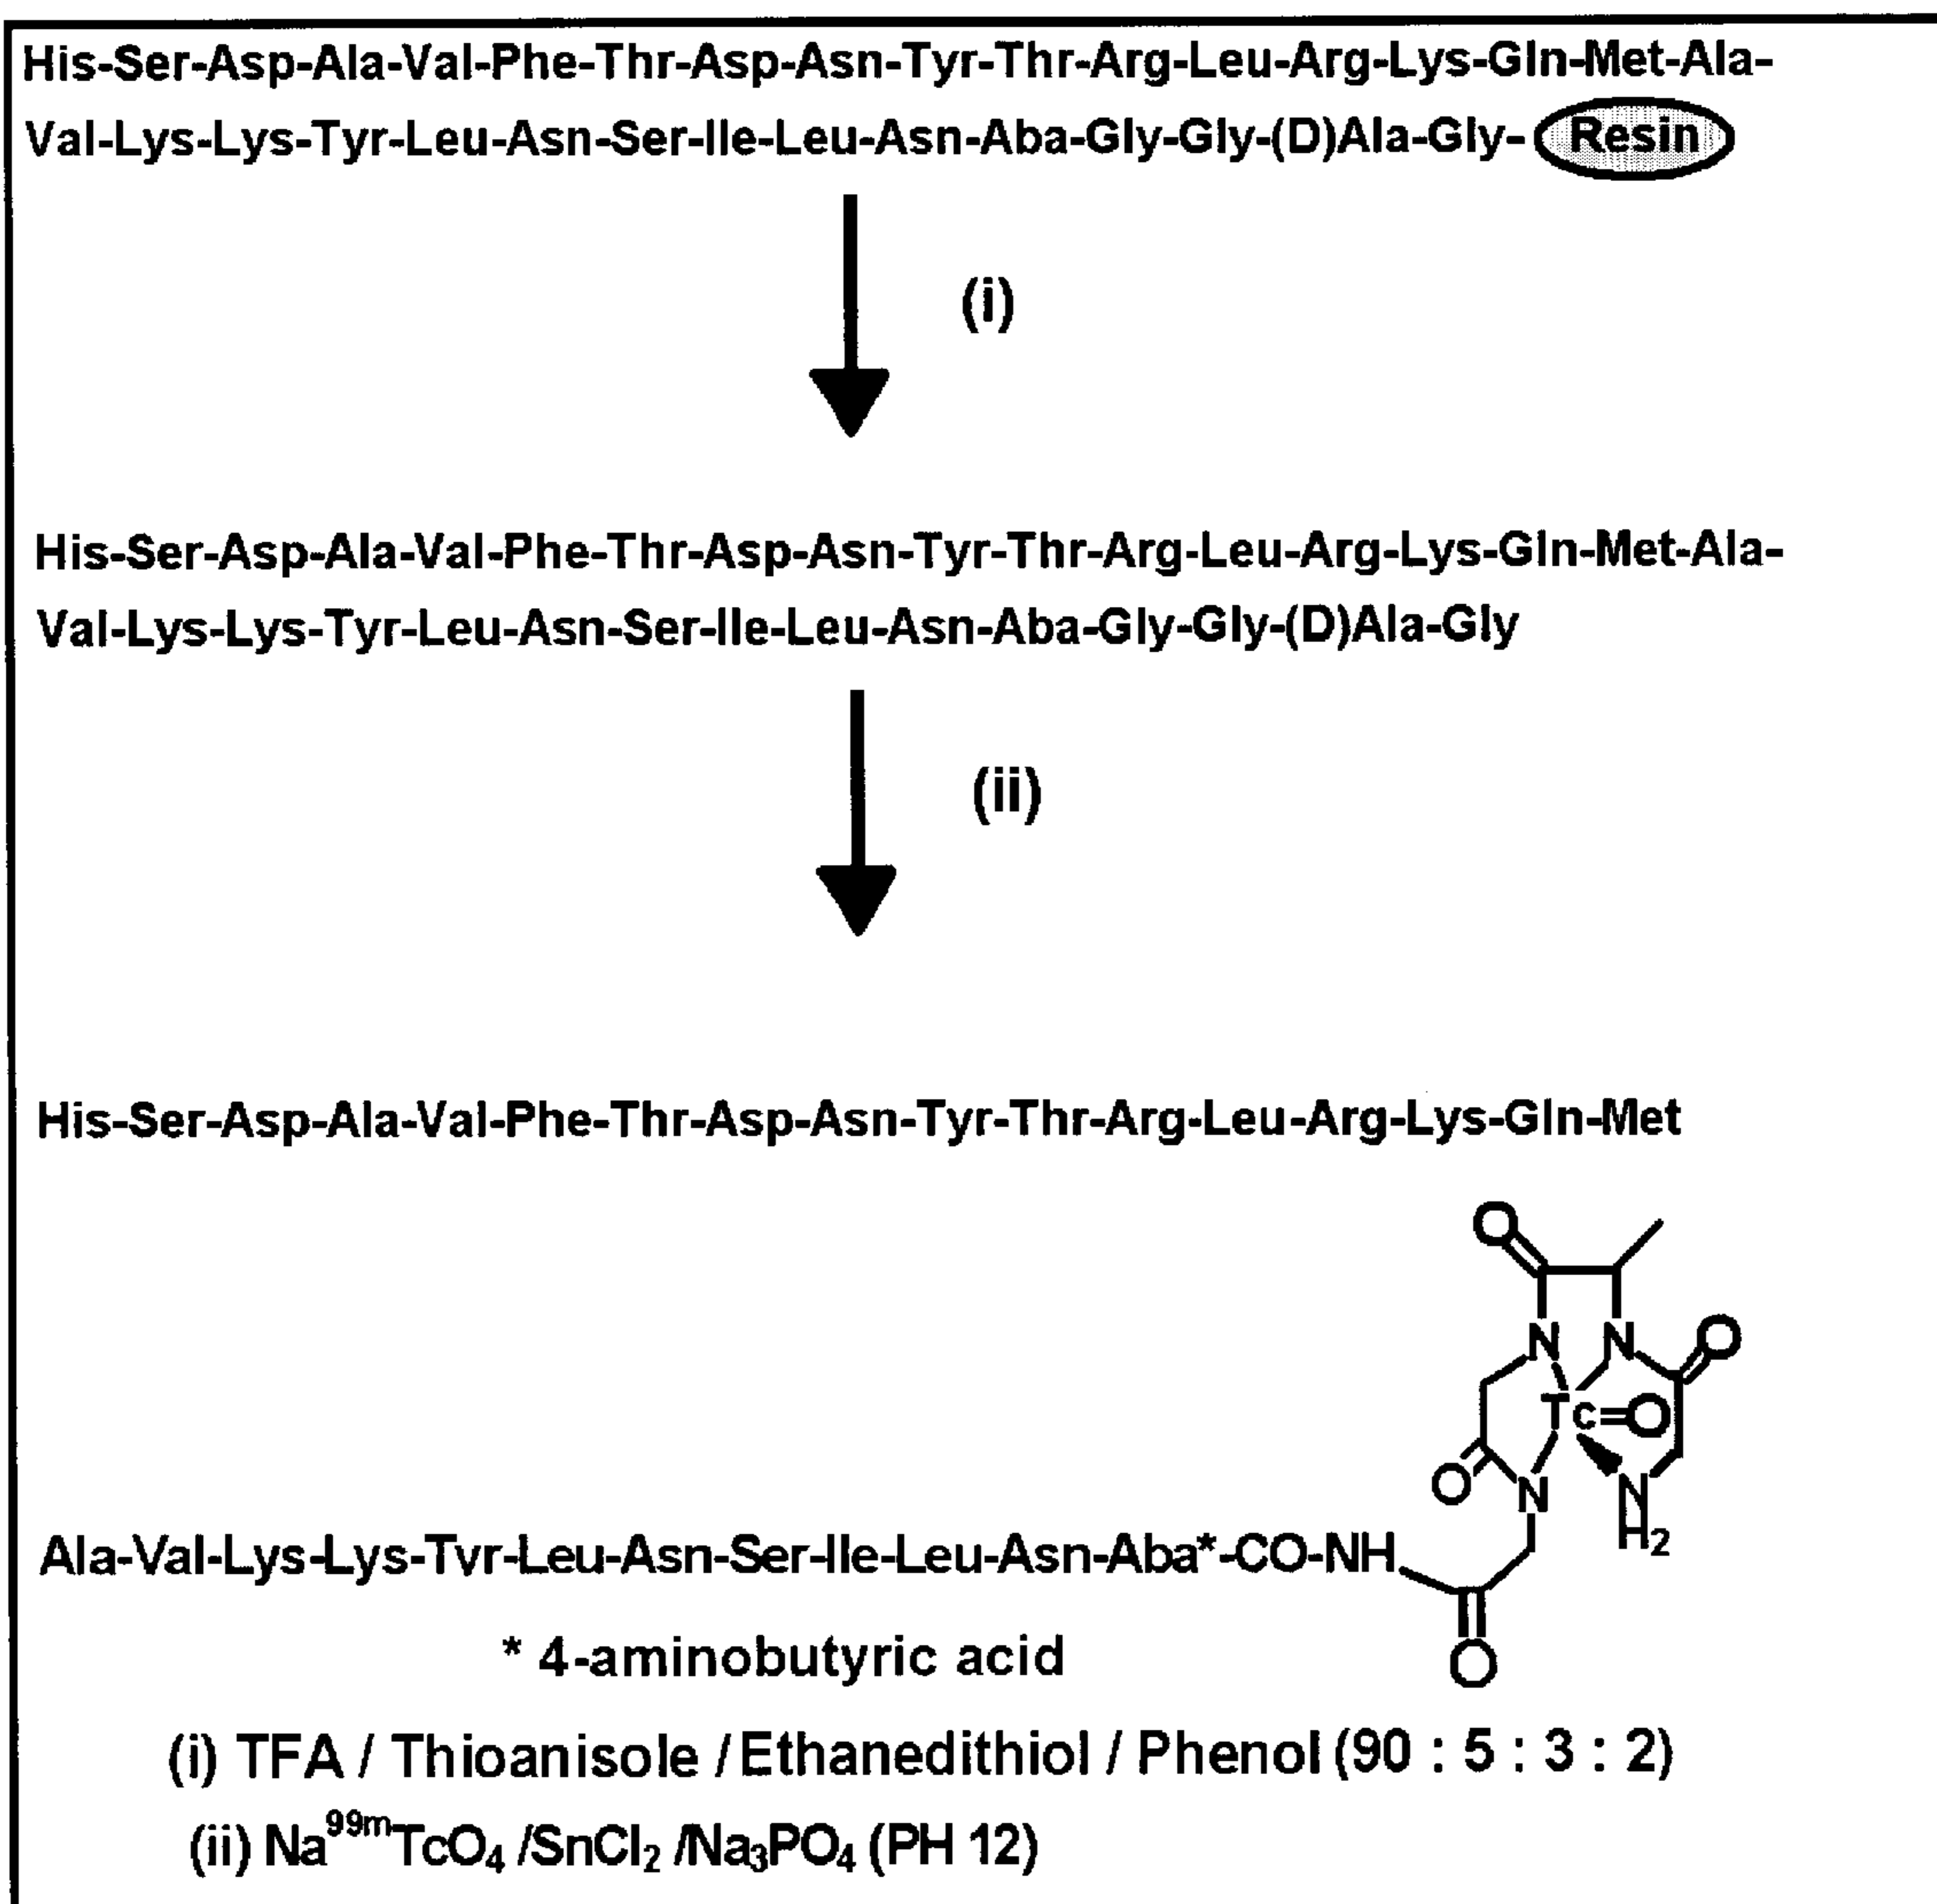 His-Ser-Asp-Ala-Val-Phe-Thr-Asp-Asn-Tyr-Thr-Arg-Leu-Arg-Lys-Gln-Met-Ala-
Val-Lys-Lys-Tyr-Leu-Asn-Ser-Ile-Leu-Asn-Aba-Gly-Gly-(D)Ala-Gly- Resin
(i)
His-Ser-Asp-Ala-Val-Phe-Thr-Asp-Asn-Tyr-Thr-Arg-Leu-Arg-Lys-Gln-Met-Ala-
Val-Lys-Lys-Tyr-Leu-Asn-Ser-Ile-Leu-Asn-Aba-Gly-Gly-(D)Ala-Gly
(ii)
His-Ser-Asp-Ala-Val-Phe-Thr-Asp-Asn-Tyr-Thr-Arg-Leu-Arg-Lys-Gln-Met
O
N N O
Tc=O
O N N
H2
Ala-Val-Lys-Lys-Tyr-Leu-Asn-Ser-Ile-Leu-Asn-Aba*-CO-NH
O
* 4-aminobutyric acid
(i) TFA / Thioanisole / Ethanedithiol / Phenol (90 : 5 : 3 : 2)
(ii) Na99mTcO4 /SnCl2 /Na3PO4 (PH 12)